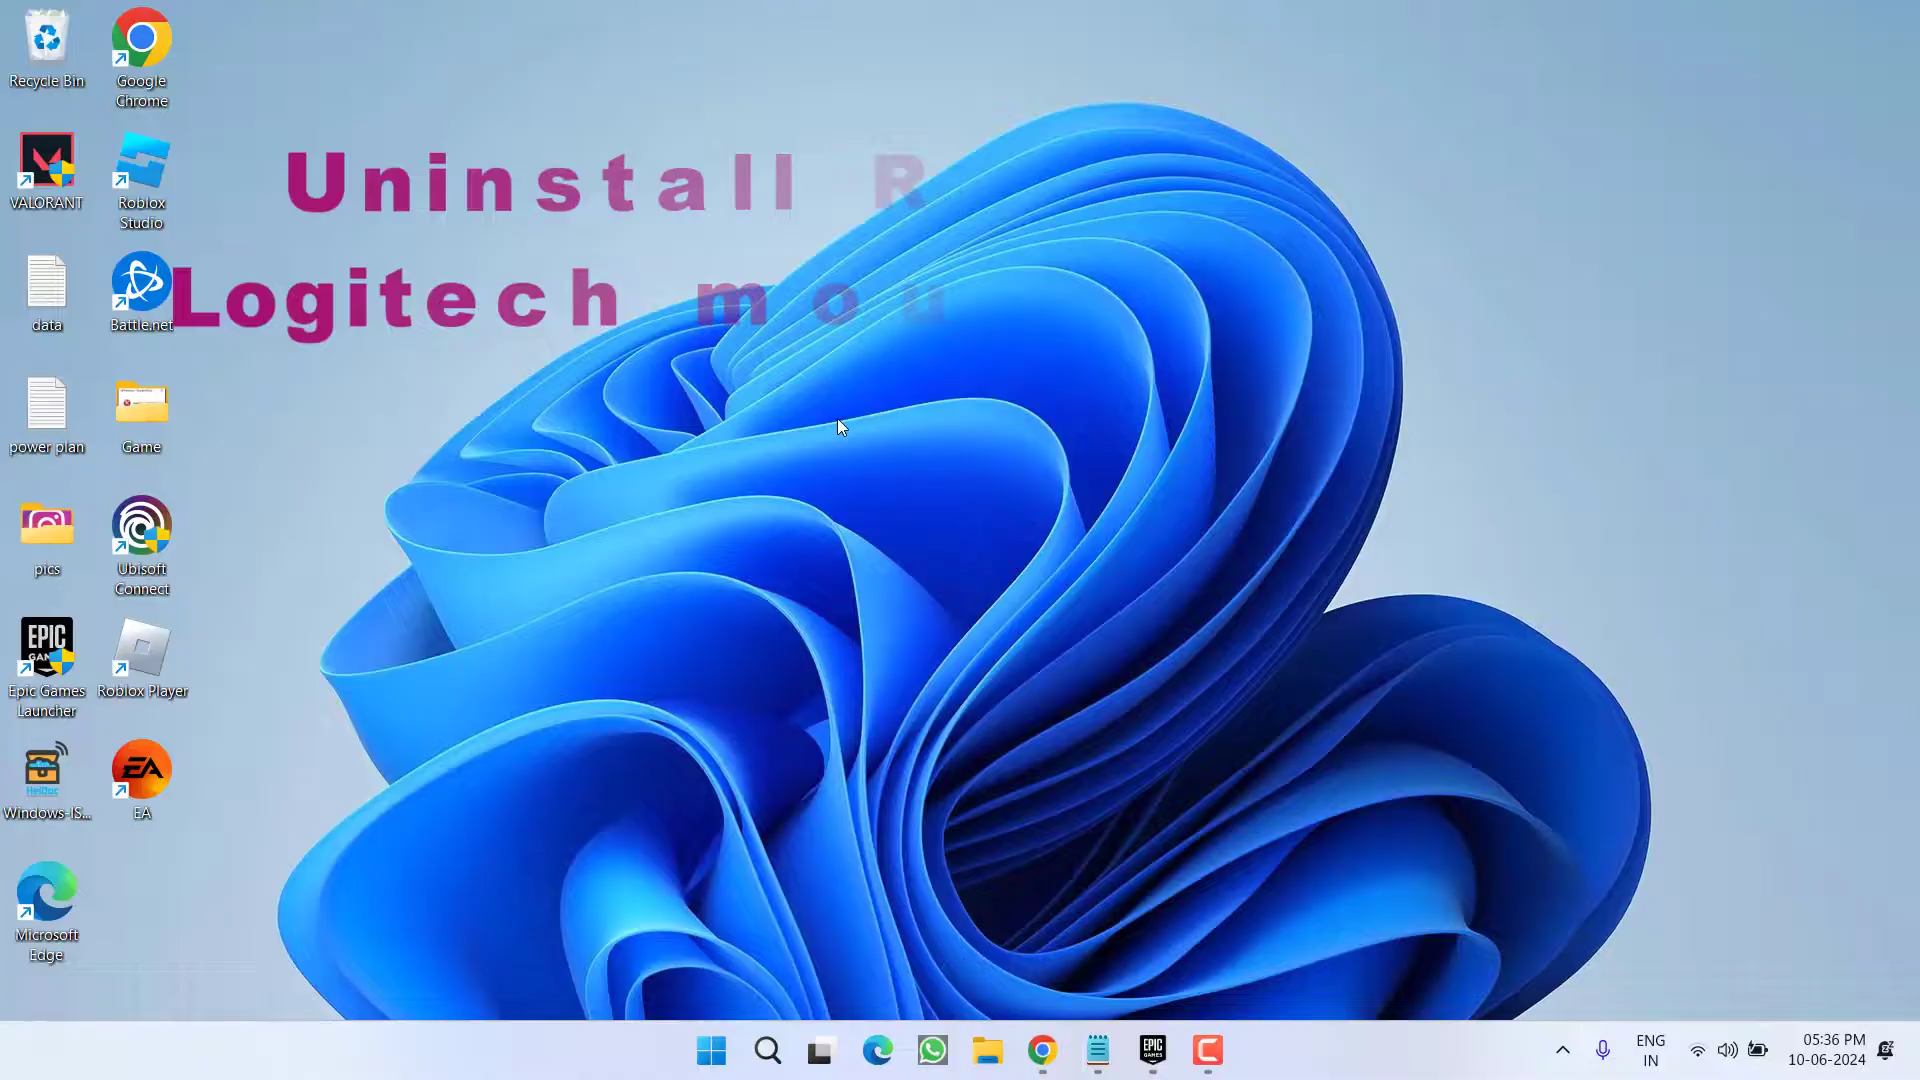 Recycle Bin
Google
Chrome
Uninstall R
VALORANT
Roblox
Studio
Logitech mou
data
Battle.net
power plan
Game
pics
Ubisoft
Connect
EPIC
GAMES
Epic Games
Launcher
Roblox Player
HeiDoc
Windows-IS...
EA
EA
Microsoft
Edge
EPIC
GAMES
ENG
IN
05:36 PM
10-06-2024